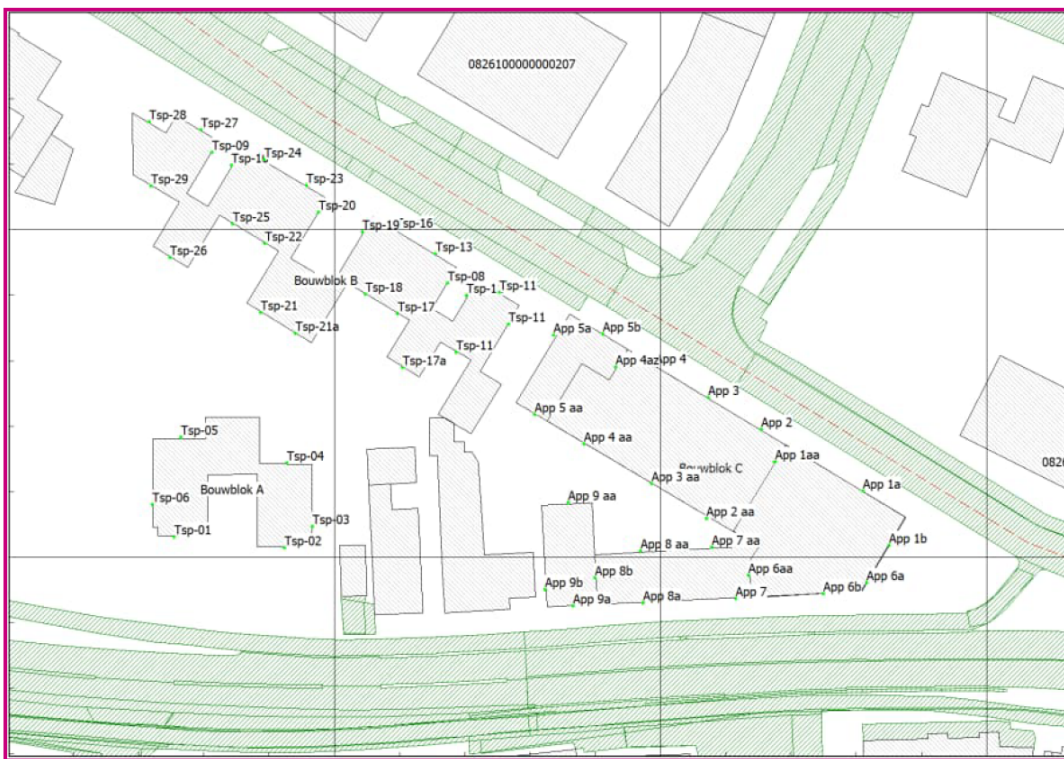 0826100000000207
Tsp-28
Tsp-27
Tsp-09
Tsp-24
Tsp-29
Tsp-23
Tsp-20
Tsp-25
Tsp-19
Tsp-16
Tsp-22
Tsp-13
Tsp-26
Bouwblok B
Tsp-08
Tsp-18
Tsp-11
Tsp-21
Tsp-17
Tsp-11
Tsp-21a
App 5a
App 5b
Tsp-11
App 4az
App 4
Tsp-17a
App 3
App 5 aa
App 2
Tsp-05
App 4 aa
Tsp-04
App 1aa
Bouwblok C
App 3 aa
App 1a
Bouwblok A
Tsp-06
App 9 aa
App 2 aa
Tsp-01
Tsp-03
Tsp-02
App 8 aa
App 7 aa
App 1b
App 8b
App 6aa
App 6a
App 9b
App 9a
App 8a
App 7
App 6b